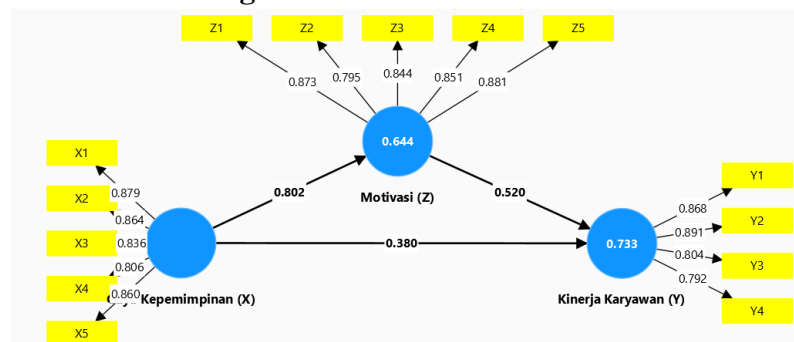 Z1 Z2 Z3 Z4 Z5
0.873 0.795 0.844 0.851 0.881
0.644
Motivasi (Z)
0.802 0.520
X1
X2
X3
X4
X5
0.879
0.864
0.836
0.806
0.860
Kepemimpinan (X)
0.380
0.733
Kinerja Karyawan (Y)
0.868
0.891
0.804
0.792
Y1
Y2
Y3
Y4